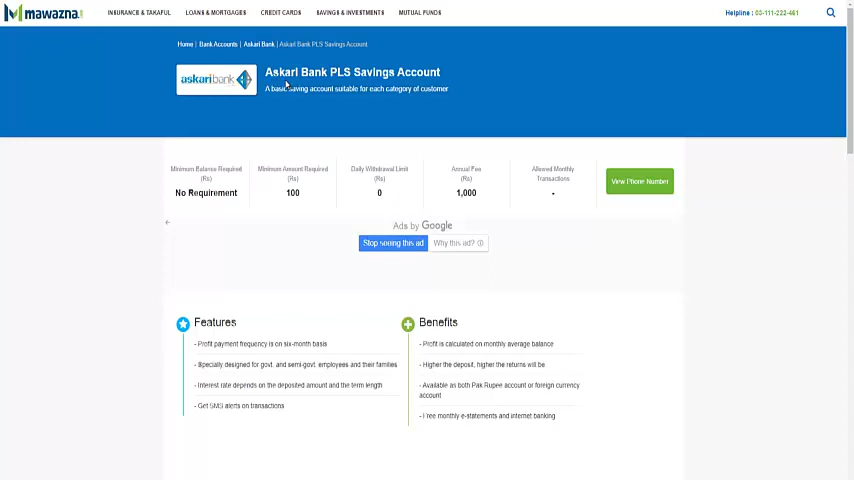 mawazna
INSURANCE & TAKAFUL LOANS & MORTGAGES CREDIT CARDS SAVINGS & INVESTMENTS MUTUAL FUNDS
Helpline : 05-111-222-461
Home | Bank Accounts | Askari Bank | Askari Bank PLS Savings Account
askaribank
Askari Bank PLS Savings Account
A basic saving account suitable for each category of customer
Minimum Balance Required (Rs)
No Requirement
Minimum Amount Required (Rs)
100
Daily Withdrawal Limit (Rs)
0
Annual Fee (Rs)
1,000
Allowed Monthly Transactions
-
View Phone Number
Ads by Google
Stop seeing this ad Why this ad?
Features
- Profit payment frequency is on six-month basis
- Specially designed for govt. and semi-govt. employees and their families
- Interest rate depends on the deposited amount and the term length
- Get SMS alerts on transactions
Benefits
- Profit is calculated on monthly average balance
- Higher the deposit, higher the returns will be
- Available as both Pak Rupee account or foreign currency
account
- Free monthly e-statements and internet banking